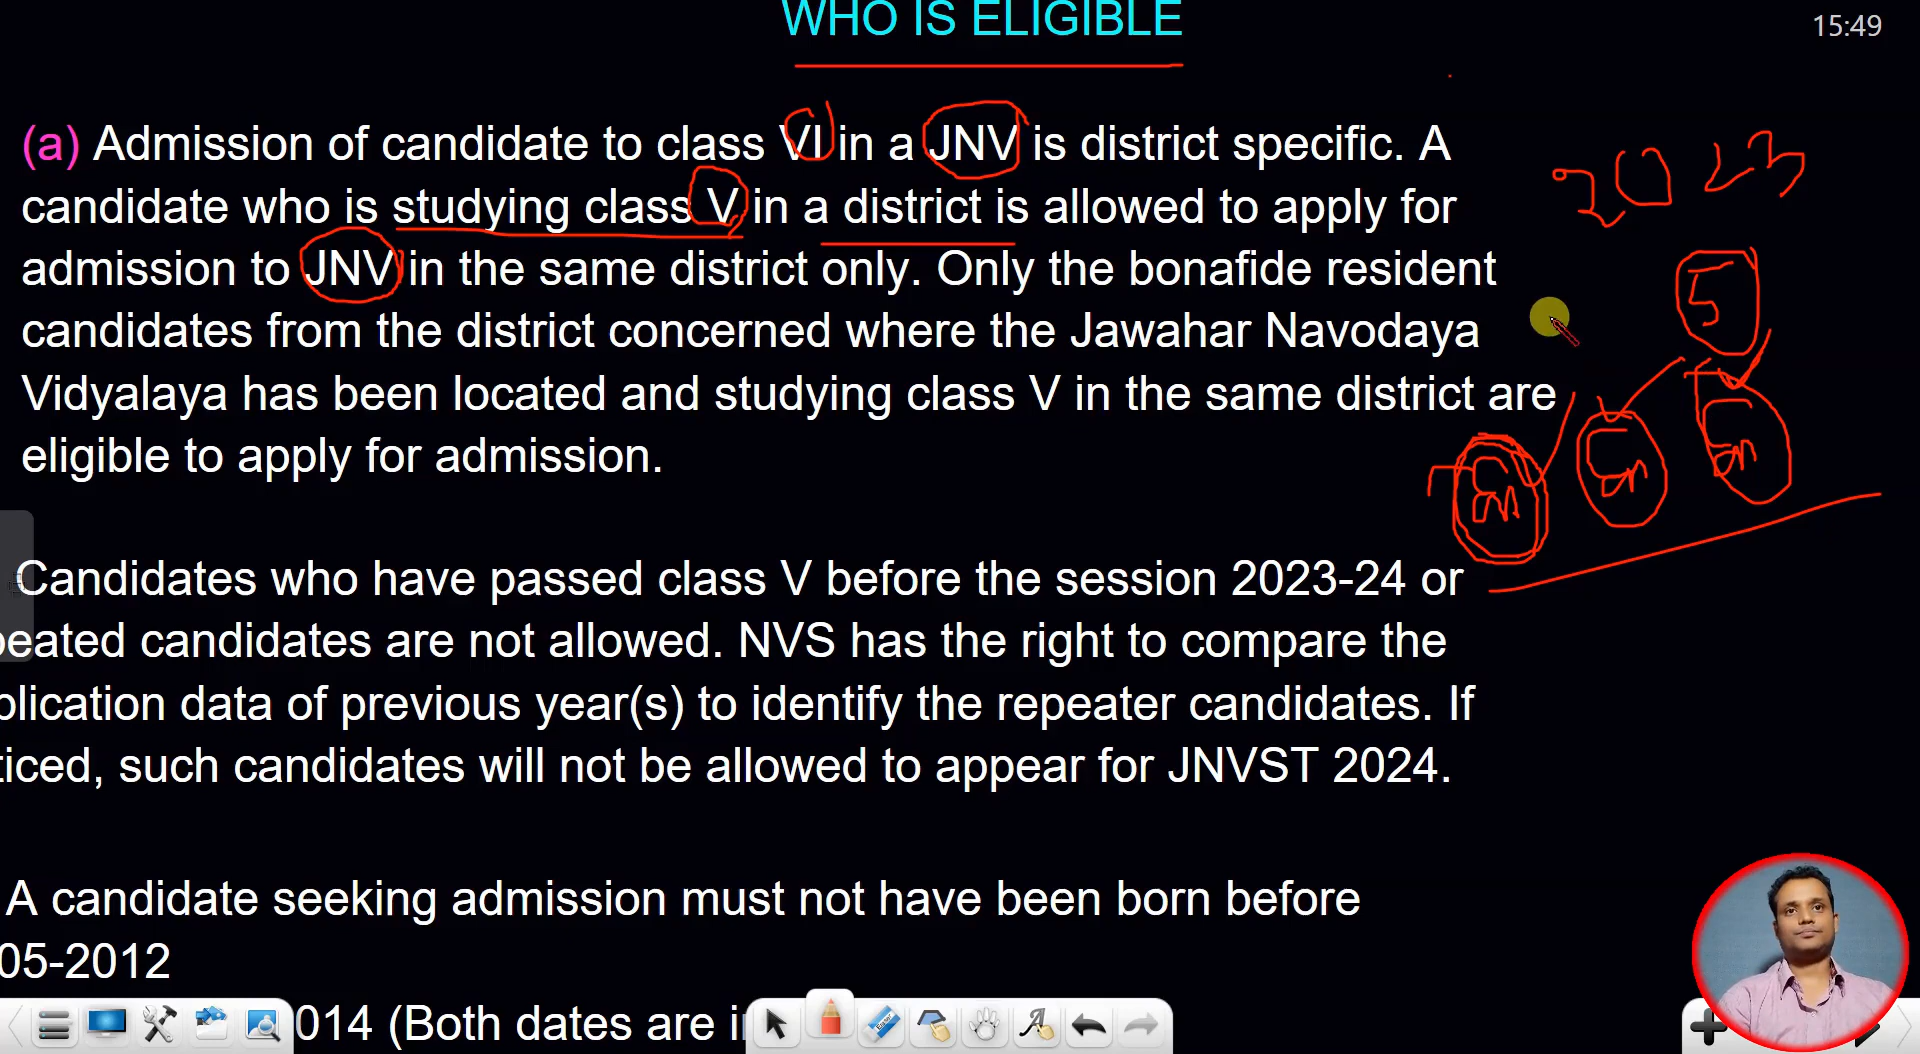 WHO IS ELIGIBLE
15:49
(a) Admission of candidate to class VI in a JNV is district specific. A
candidate who is studying class V in a district is allowed to apply for
admission to JNV in the same district only. Only the bonafide resident
candidates from the district concerned where the Jawahar Navodaya
Vidyalaya has been located and studying class V in the same district are
eligible to apply for admission.
2023
5
Candidates who have passed class V before the session 2023-24 or
peated candidates are not allowed. NVS has the right to compare the
plication data of previous year(s) to identify the repeater candidates. If
ticed, such candidates will not be allowed to appear for JNVST 2024.
A candidate seeking admission must not have been born before
05-2012
014 (Both dates are i